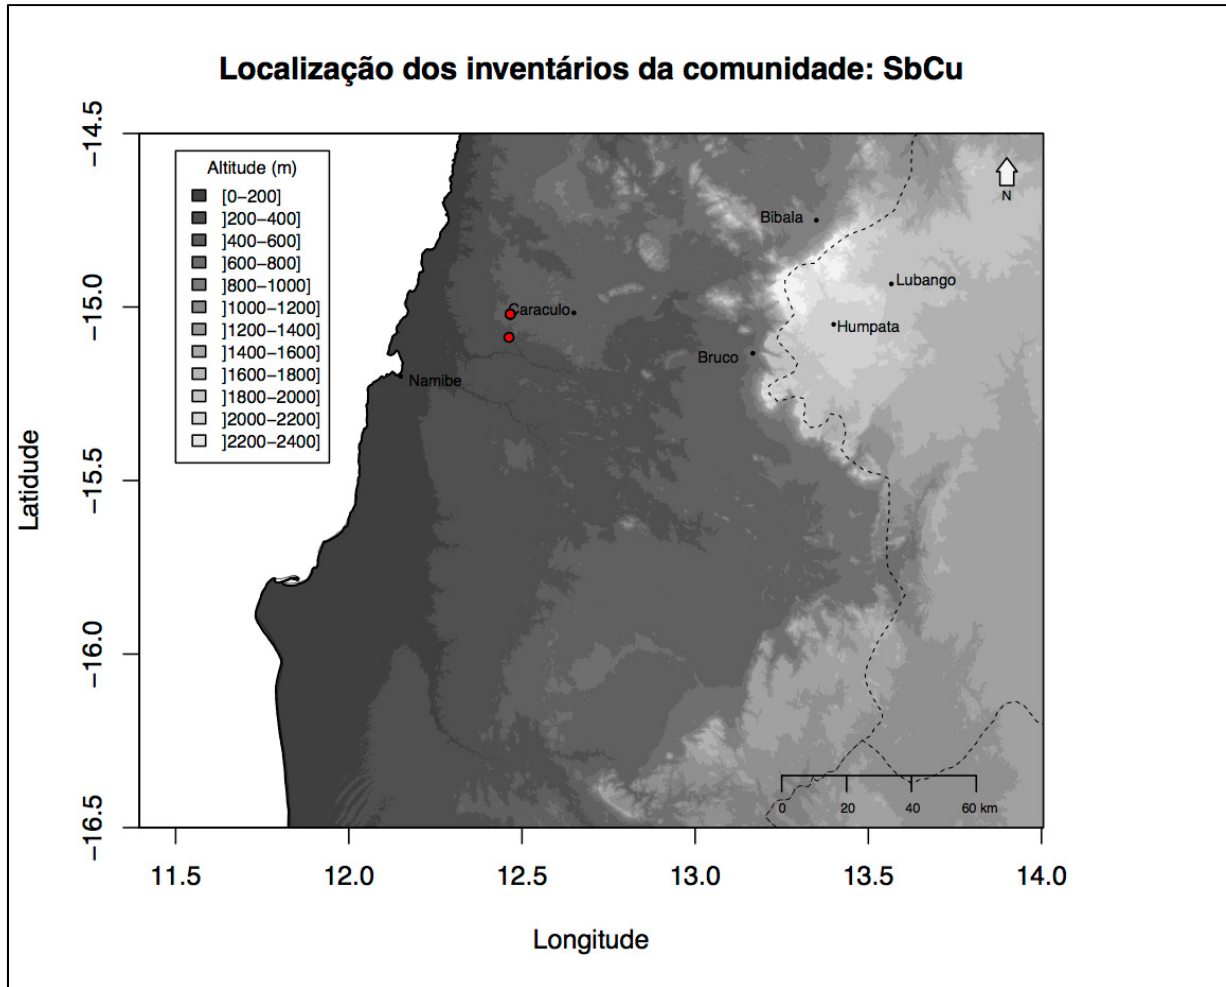 Localização dos inventários da comunidade: SbCu
Altitude (m)
[0−200]
]200−400]
]400−600]
]600−800]
]800−1000]
]1000−1200]
]1200−1400]
]1400−1600]
]1600−1800]
]1800−2000]
]2000−2200]
]2200−2400]
N
Bibala
Lubango
Caraculo
Humpata
Bruco
Namibe
0 20 40 60 km
−14.5
−15.0
−15.5
−16.0
−16.5
Latidude
11.5 12.0 12.5 13.0 13.5 14.0
Longitude